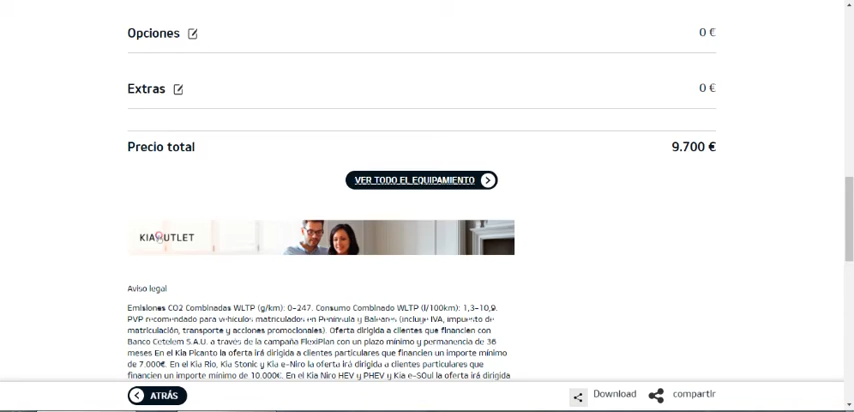 Opciones 0 €
Extras 0 €
Precio total 9.700 €
VER TODO EL EQUIPAMIENTO
KIA OUTLET
Aviso legal
Emisiones CO2 Combinadas WLTP (g/km): 0-247. Consumo Combinado WLTP (l/100km): 1,3-10,9.
PVP recomendado para vehículos matriculados en Península y Baleares (incluye IVA, impuesto de
matriculación, transporte y acciones promocionales). Oferta dirigida a clientes que financien con
Banco Cetelem S.A.U. a través de la campaña FlexiPlan con un plazo mínimo y permanencia de 36
meses En el Kia Picanto la oferta irá dirigida a clientes particulares que financien un importe mínimo
de 7.000€. En el Kia Rio, Kia Stonic y Kia e-Niro la oferta irá dirigida a clientes particulares que
financien un importe mínimo de 10.000€. En el Kia Niro HEV y PHEV y Kia e-SOul la oferta irá dirigida
ATRÁS
Download
compartir